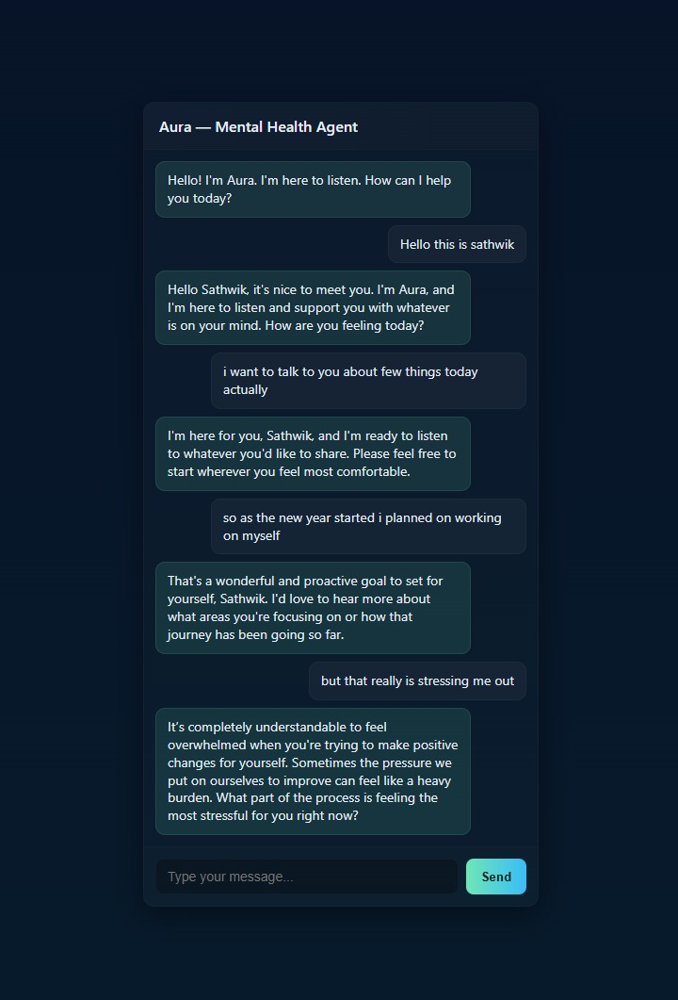 Aura — Mental Health Agent
Hello! I'm Aura. I'm here to listen. How can I help
you today?
Hello this is sathwik
Hello Sathwik, it's nice to meet you. I'm Aura, and
I'm here to listen and support you with whatever
is on your mind. How are you feeling today?
i want to talk to you about few things today
actually
I'm here for you, Sathwik, and I'm ready to listen
to whatever you'd like to share. Please feel free to
start wherever you feel most comfortable.
so as the new year started i planned on working
on myself
That's a wonderful and proactive goal to set for
yourself, Sathwik. I'd love to hear more about
what areas you're focusing on or how that
journey has been going so far.
but that really is stressing me out
It’s completely understandable to feel
overwhelmed when you're trying to make positive
changes for yourself. Sometimes the pressure we
put on ourselves to improve can feel like a heavy
burden. What part of the process is feeling the
most stressful for you right now?
Type your message...
Send